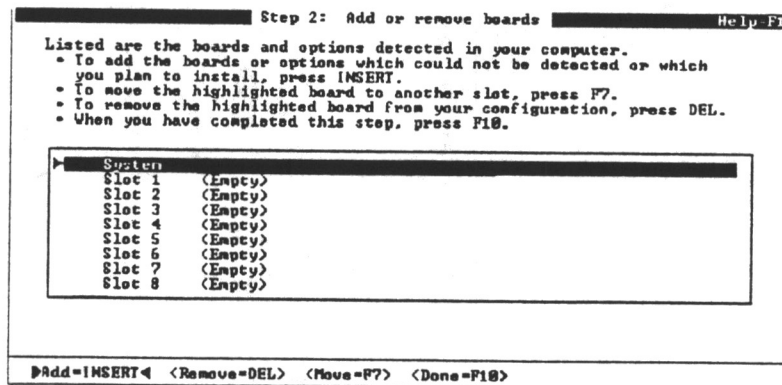 Step 2: Add or remove boards Help-F1
Listed are the boards and options detected in your computer.
• To add the boards or options which could not be detected or which
you plan to install, press INSERT.
• To move the highlighted board to another slot, press F7.
• To remove the highlighted board from your configuration, press DEL.
• When you have completed this step, press F10.
System
Slot 1 <Empty>
Slot 2 <Empty>
Slot 3 <Empty>
Slot 4 <Empty>
Slot 5 <Empty>
Slot 6 <Empty>
Slot 7 <Empty>
Slot 8 <Empty>
►Add=INSERT◄ <Remove=DEL> <Move=F7> <Done=F10>